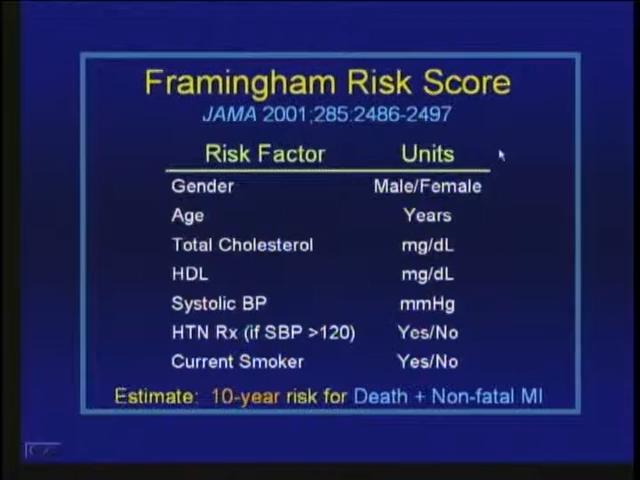 Framingham Risk Score
JAMA 2001;285:2486-2497
Risk Factor Units
Gender Male/Female
Age Years
Total Cholesterol mg/dL
HDL mg/dL
Systolic BP mmHg
HTN Rx (if SBP >120) Yes/No
Current Smoker Yes/No
Estimate: 10-year risk for Death + Non-fatal MI